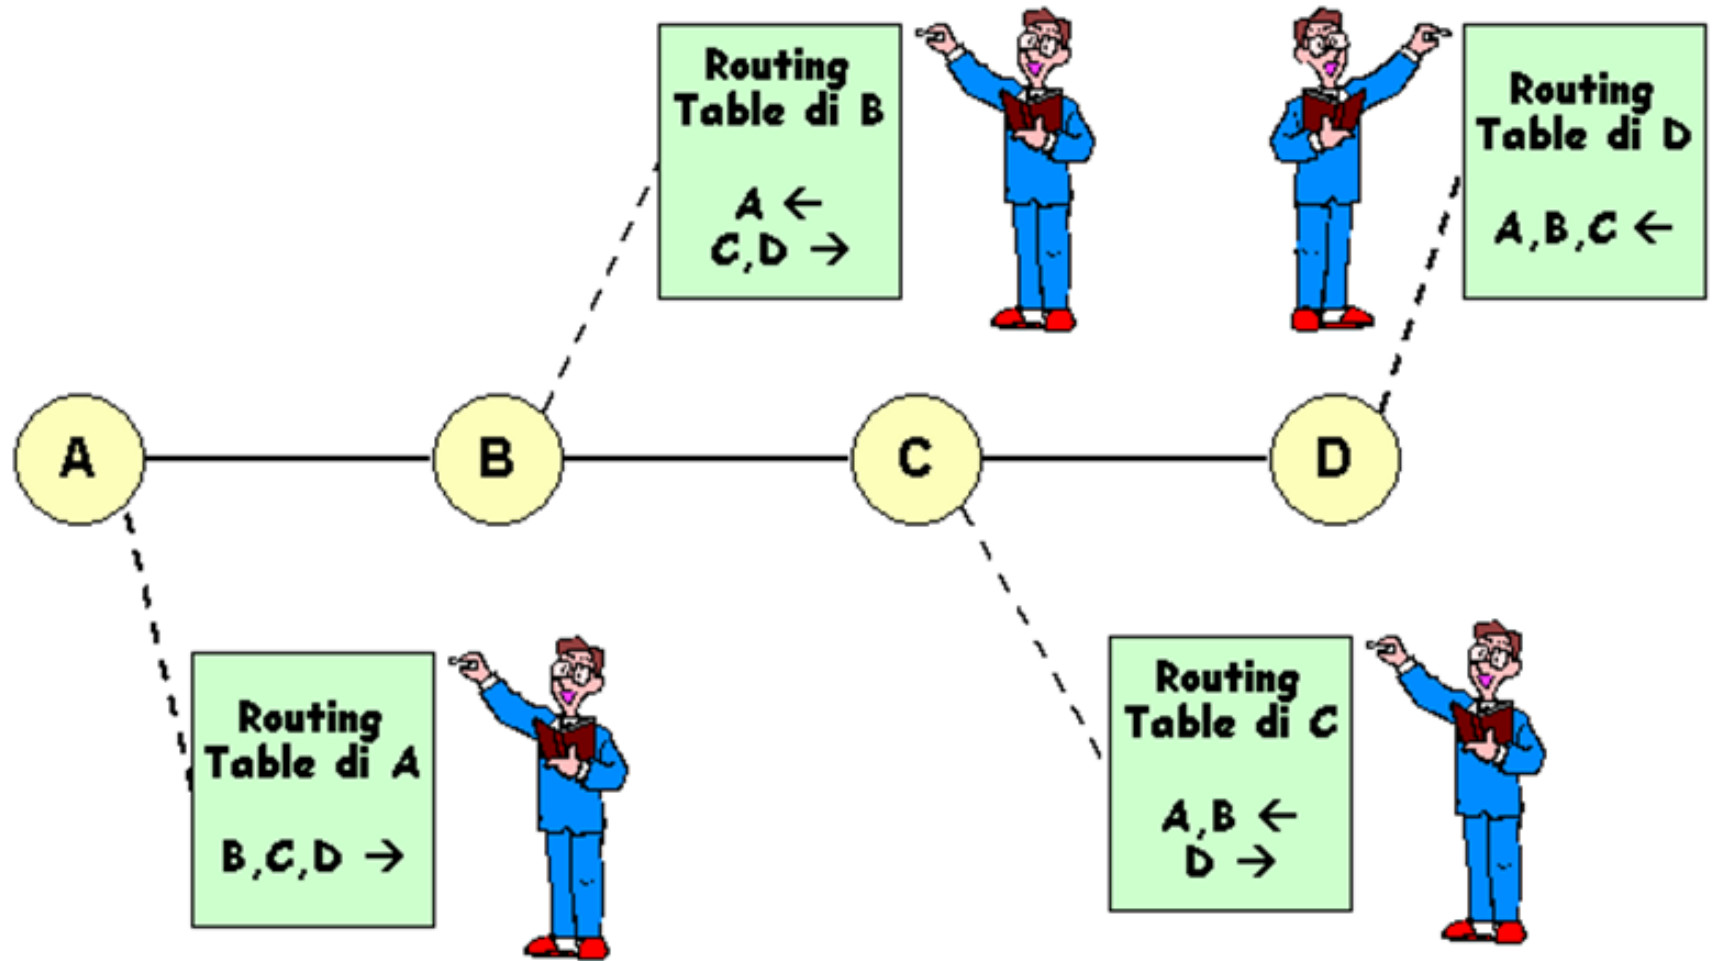 Routing
Table di B
A ←
C,D →
Routing
Table di D
A,B,C ←
A
B
C
D
Routing
Table di A
B,C,D →
Routing
Table di C
A,B ←
D →